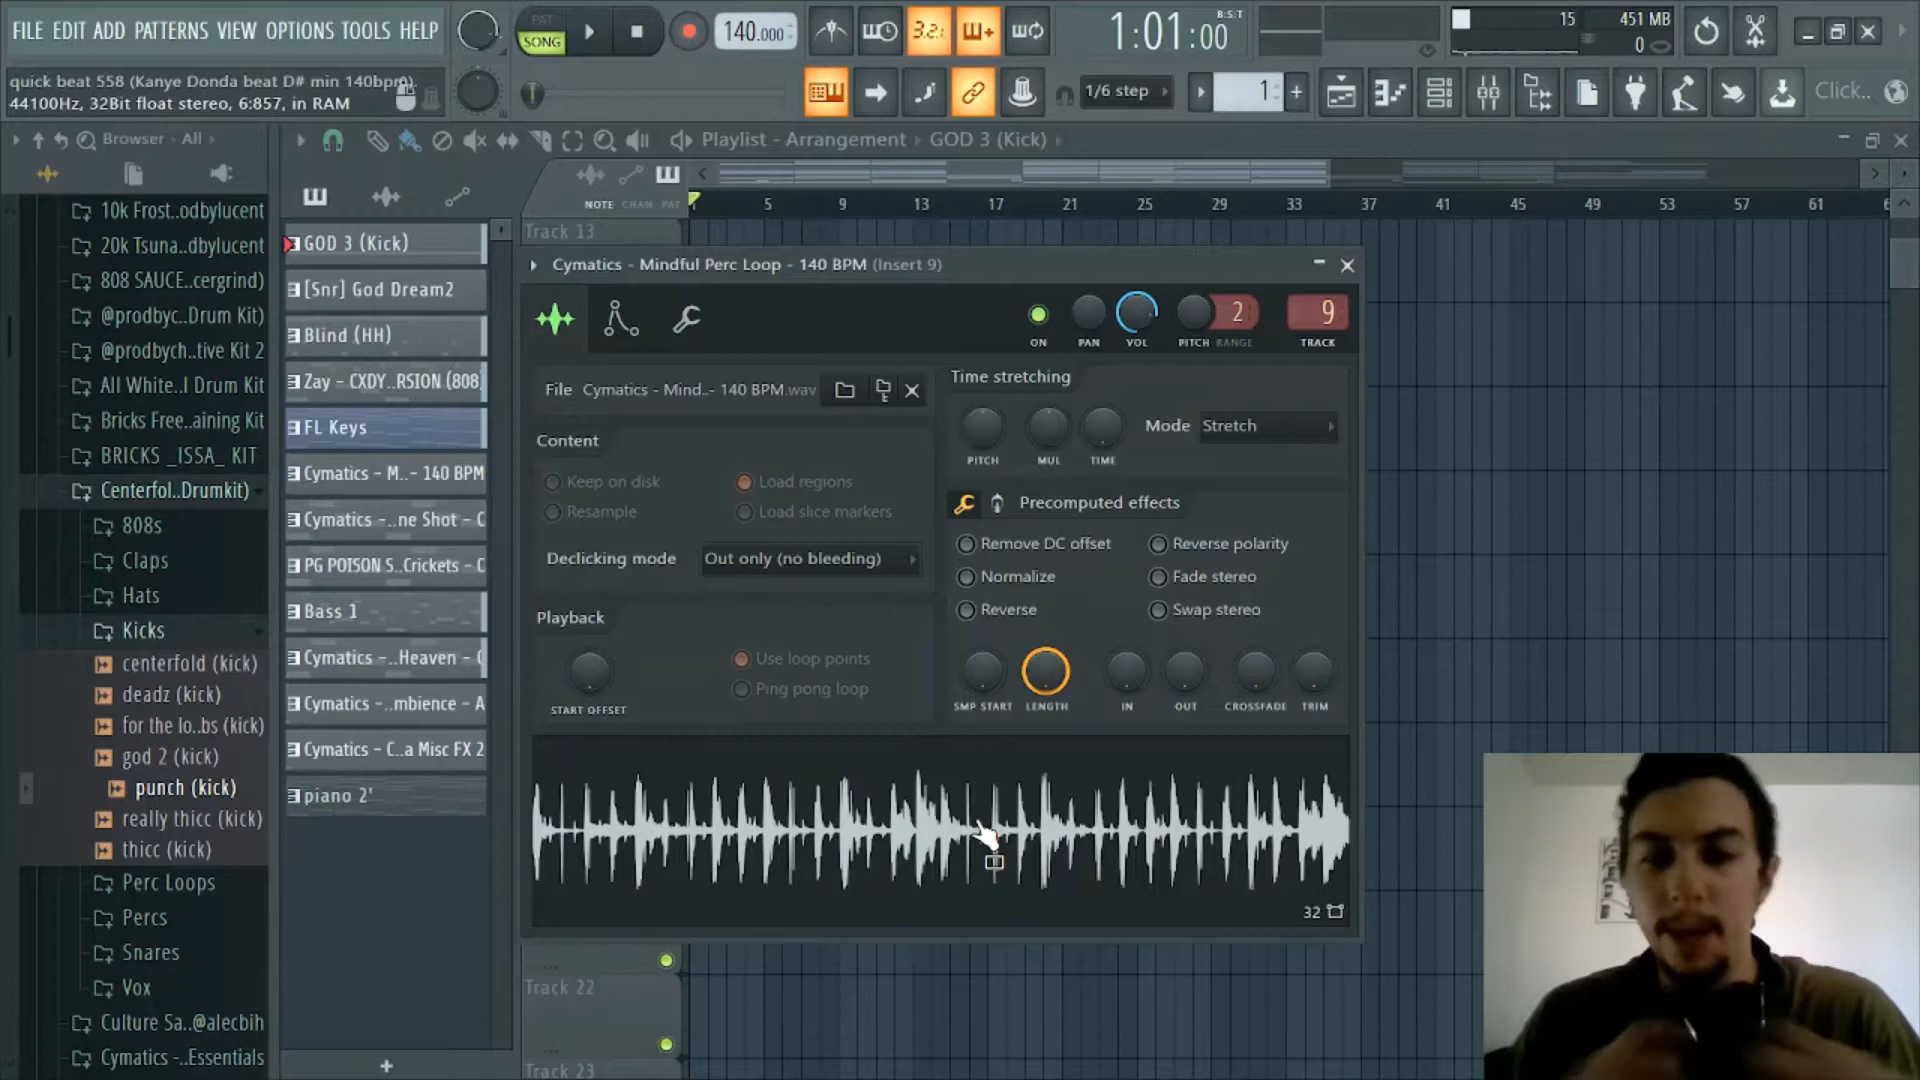 FILE EDIT ADD PATTERNS VIEW OPTIONS TOOLS HELP
PAT
SONG
140.000
3.2.
1:01:00
B:S:T
15
451 MB
0
quick beat 558 (Kanye Donda beat D# min 140bpm).
44100Hz, 32Bit float stereo, 6:857, in RAM
1/6 step
1
Click..
Browser - All
Playlist - Arrangement
GOD 3 (Kick)
NOTE CHAN PAT
5 9 13 17 21 25 29 33 37 41 45 49 53 57 61
10k Frost..odbylucent
20k Tsuna..dbylucent
808 SAUCE..cergrind)
@prodbyc..Drum Kit)
@prodbych..tive Kit 2
All White..l Drum Kit
Bricks Free..aining Kit
BRICKS _ISSA_ KIT
Centerfol..Drumkit)
808s
Claps
Hats
Kicks
centerfold (kick)
deadz (kick)
for the lo..bs (kick)
god 2 (kick)
punch (kick)
really thicc (kick)
thicc (kick)
Perc Loops
Percs
Snares
Vox
Culture Sa..@alecbih
Cymatics -..Essentials
GOD 3 (Kick)
[Snr] God Dream2
Blind (HH)
Zay - CXDY..RSION (808)
FL Keys
Cymatics - M..- 140 BPM
Cymatics -..ne Shot - C
PG POISON S..Crickets - C
Bass 1
Cymatics -..Heaven - (
Cymatics -..mbience - A
Cymatics - C..a Misc FX 2
piano 2'
+
Track 13
Cymatics - Mindful Perc Loop - 140 BPM (Insert 9)
ON PAN VOL PITCH RANGE TRACK
2
9
File Cymatics - Mind..- 140 BPM.wav
Content
Keep on disk
Load regions
Resample
Load slice markers
Declicking mode
Out only (no bleeding)
Playback
START OFFSET
Use loop points
Ping pong loop
Time stretching
PITCH MUL TIME
Mode Stretch
Precomputed effects
Remove DC offset
Reverse polarity
Normalize
Fade stereo
Reverse
Swap stereo
SMP START LENGTH IN OUT CROSSFADE TRIM
32
Track 22
Track 23